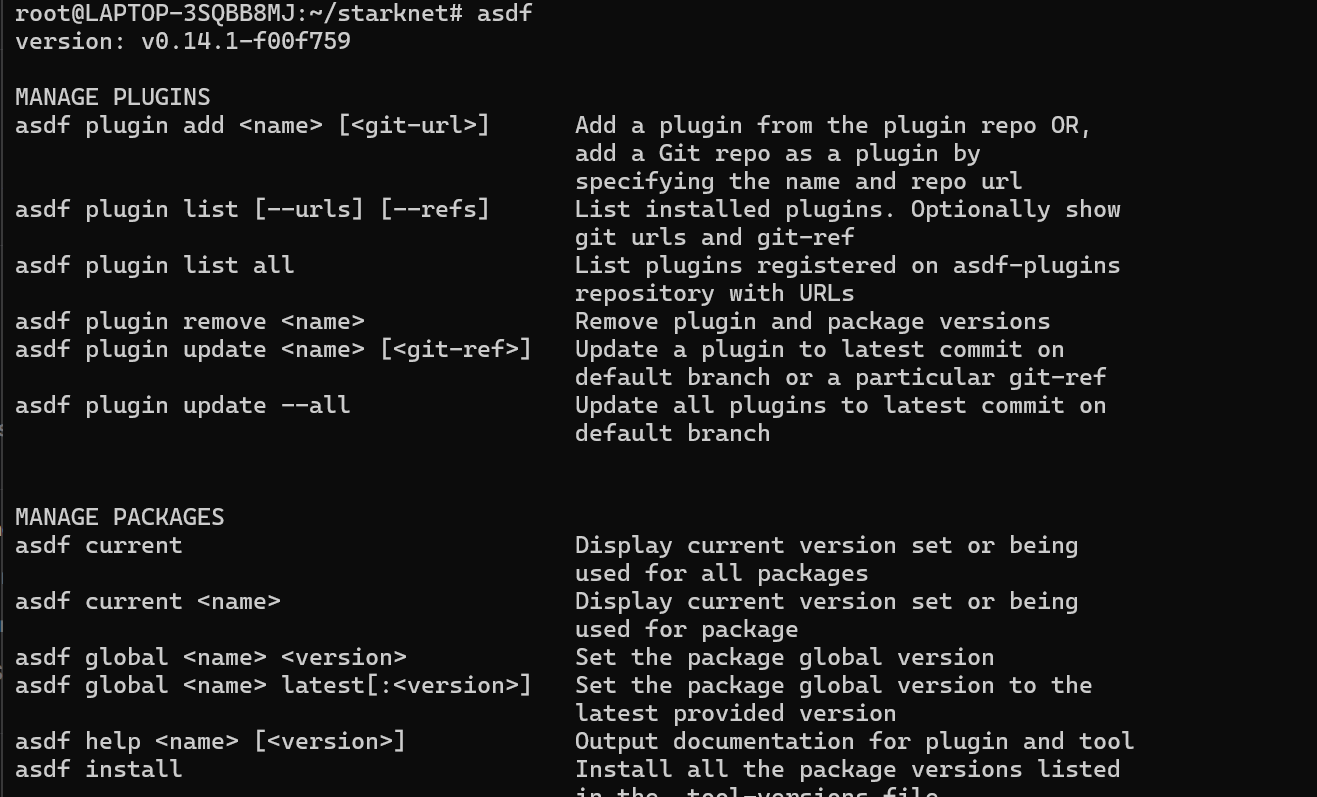 root@LAPTOP-3SQBB8MJ:~/starknet# asdf
version: v0.14.1-f00f759

MANAGE PLUGINS
asdf plugin add <name> [<git-url>]      Add a plugin from the plugin repo OR,
                                        add a Git repo as a plugin by
                                        specifying the name and repo url
asdf plugin list [--urls] [--refs]      List installed plugins. Optionally show
                                        git urls and git-ref
asdf plugin list all                    List plugins registered on asdf-plugins
                                        repository with URLs
asdf plugin remove <name>               Remove plugin and package versions
asdf plugin update <name> [<git-ref>]   Update a plugin to latest commit on
                                        default branch or a particular git-ref
asdf plugin update --all                Update all plugins to latest commit on
                                        default branch


MANAGE PACKAGES
asdf current                            Display current version set or being
                                        used for all packages
asdf current <name>                     Display current version set or being
                                        used for package
asdf global <name> <version>            Set the package global version
asdf global <name> latest[:<version>]   Set the package global version to the
                                        latest provided version
asdf help <name> [<version>]            Output documentation for plugin and tool
asdf install                            Install all the package versions listed
                                        in the .tool-versions file